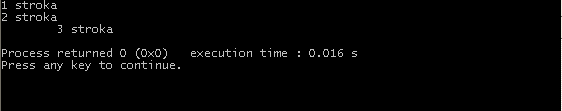 1 stroka
2 stroka
        3 stroka
Process returned 0 (0x0)   execution time : 0.016 s
Press any key to continue.